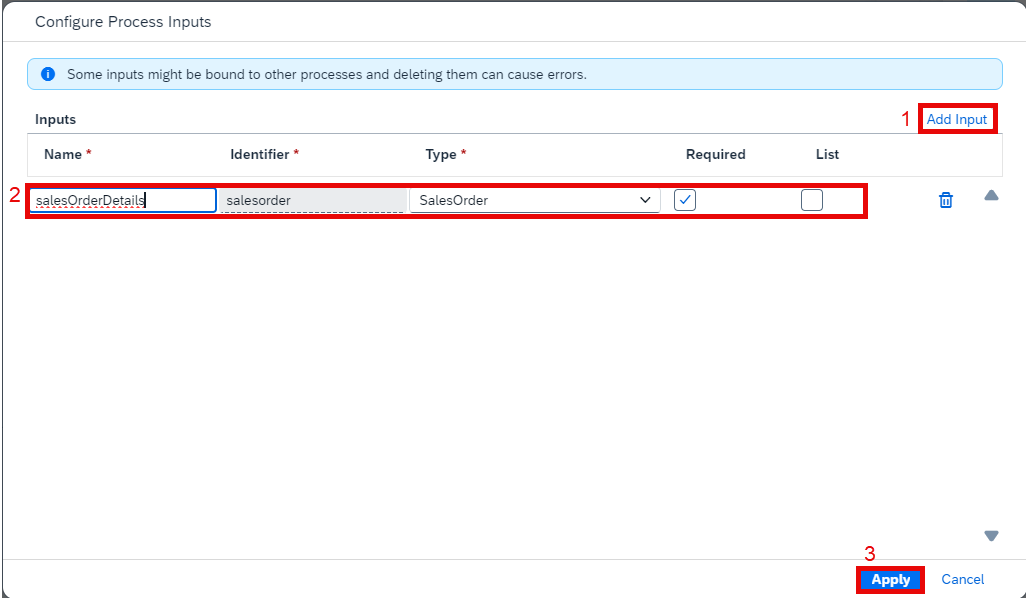 Configure Process Inputs
Some inputs might be bound to other processes and deleting them can cause errors.
Inputs 1 Add Input
Name * Identifier * Type * Required List
2 salesOrderDetails salesorder SalesOrder
3
Apply Cancel